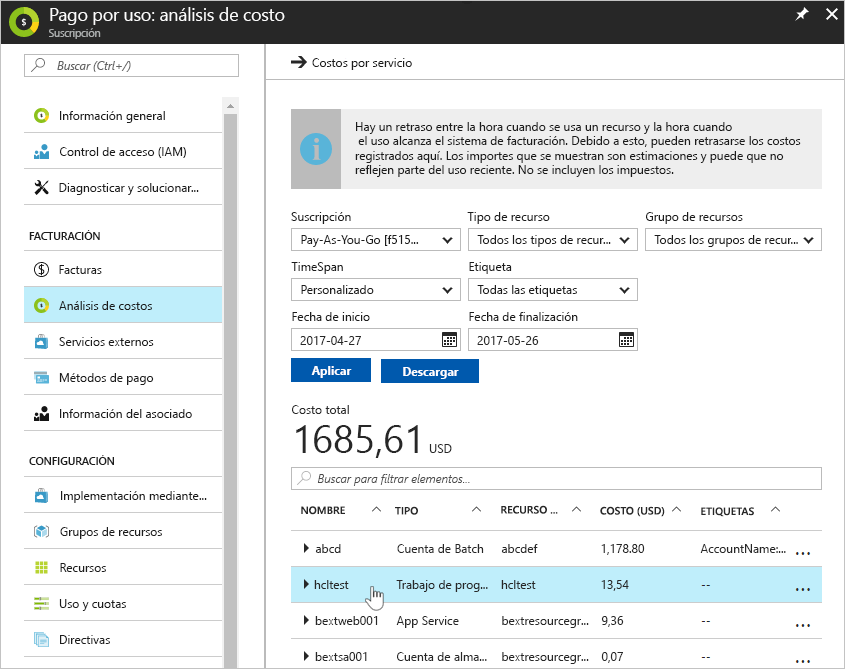 Pago por uso: análisis de costo
Suscripción
Buscar (Ctrl+/)
Información general
Control de acceso (IAM)
Diagnosticar y solucionar...
FACTURACIÓN
Facturas
Análisis de costos
Servicios externos
Métodos de pago
Información del asociado
CONFIGURACIÓN
Implementación mediante...
Grupos de recursos
Recursos
Uso y cuotas
Directivas
Costos por servicio
Hay un retraso entre la hora cuando se usa un recurso y la hora cuando
el uso alcanza el sistema de facturación. Debido a esto, pueden retrasarse los costos
registrados aquí. Los importes que se muestran son estimaciones y puede que no
reflejen parte del uso reciente. No se incluyen los impuestos.
Suscripción Tipo de recurso Grupo de recursos
Pay-As-You-Go [f515... Todos los tipos de recur... Todos los grupos de recur...
TimeSpan Etiqueta
Personalizado Todas las etiquetas
Fecha de inicio Fecha de finalización
2017-04-27 2017-05-26
Aplicar Descargar
Costo total
1685,61 USD
Buscar para filtrar elementos...
NOMBRE TIPO RECURSO ... COSTO (USD) ETIQUETAS
abcd Cuenta de Batch abcdef 1,178.80 AccountName:... ...
hcltest Trabajo de prog... hcltest 13,54 -- ...
bextweb001 App Service bextresourcegr... 9,36 -- ...
bextsa001 Cuenta de alma... bextresourcegr... 0,07 -- ...